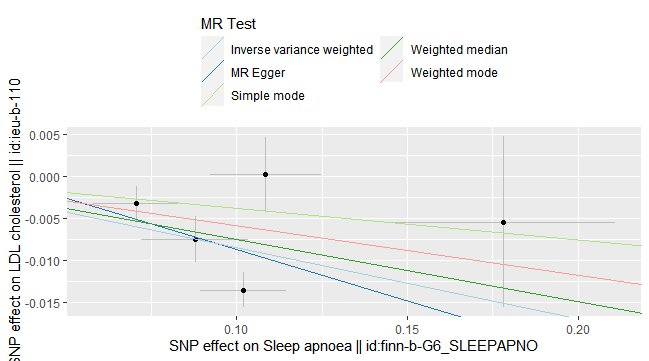 MR Test
Inverse variance weighted
Weighted median
MR Egger
Weighted mode
Simple mode
SNP effect on LDL cholesterol || id:ieu-b-110
0.005
0.000
-0.005
-0.010
-0.015
0.10
0.15
0.20
SNP effect on Sleep apnoea || id:finn-b-G6_SLEEPAPNO